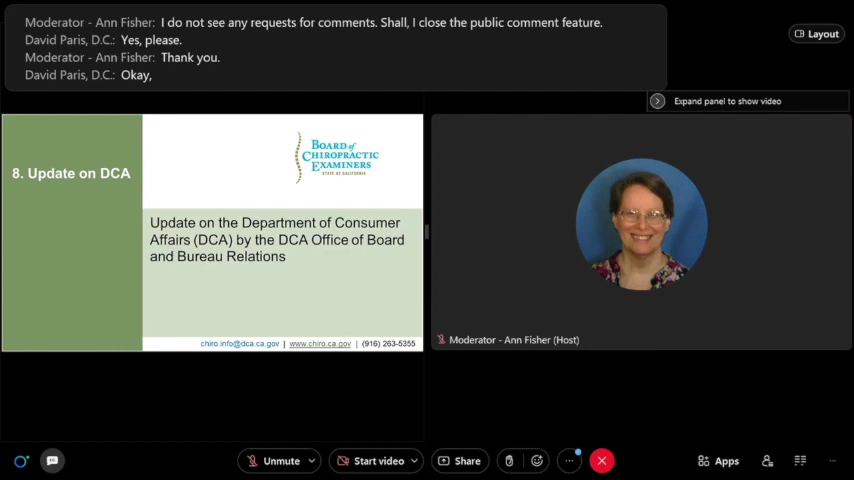 Moderator - Ann Fisher: I do not see any requests for comments. Shall, I close the public comment feature.
David Paris, D.C.: Yes, please.
Moderator - Ann Fisher: Thank you.
David Paris, D.C.: Okay,
Layout
Expand panel to show video
8. Update on DCA
BOARD of
CHIROPRACTIC
EXAMINERS
STATE OF CALIFORNIA
Update on the Department of Consumer
Affairs (DCA) by the DCA Office of Board
and Bureau Relations
chiro.info@dca.ca.gov | www.chiro.ca.gov | (916) 263-5355
Moderator - Ann Fisher (Host)
Unmute
Start video
Share
Apps